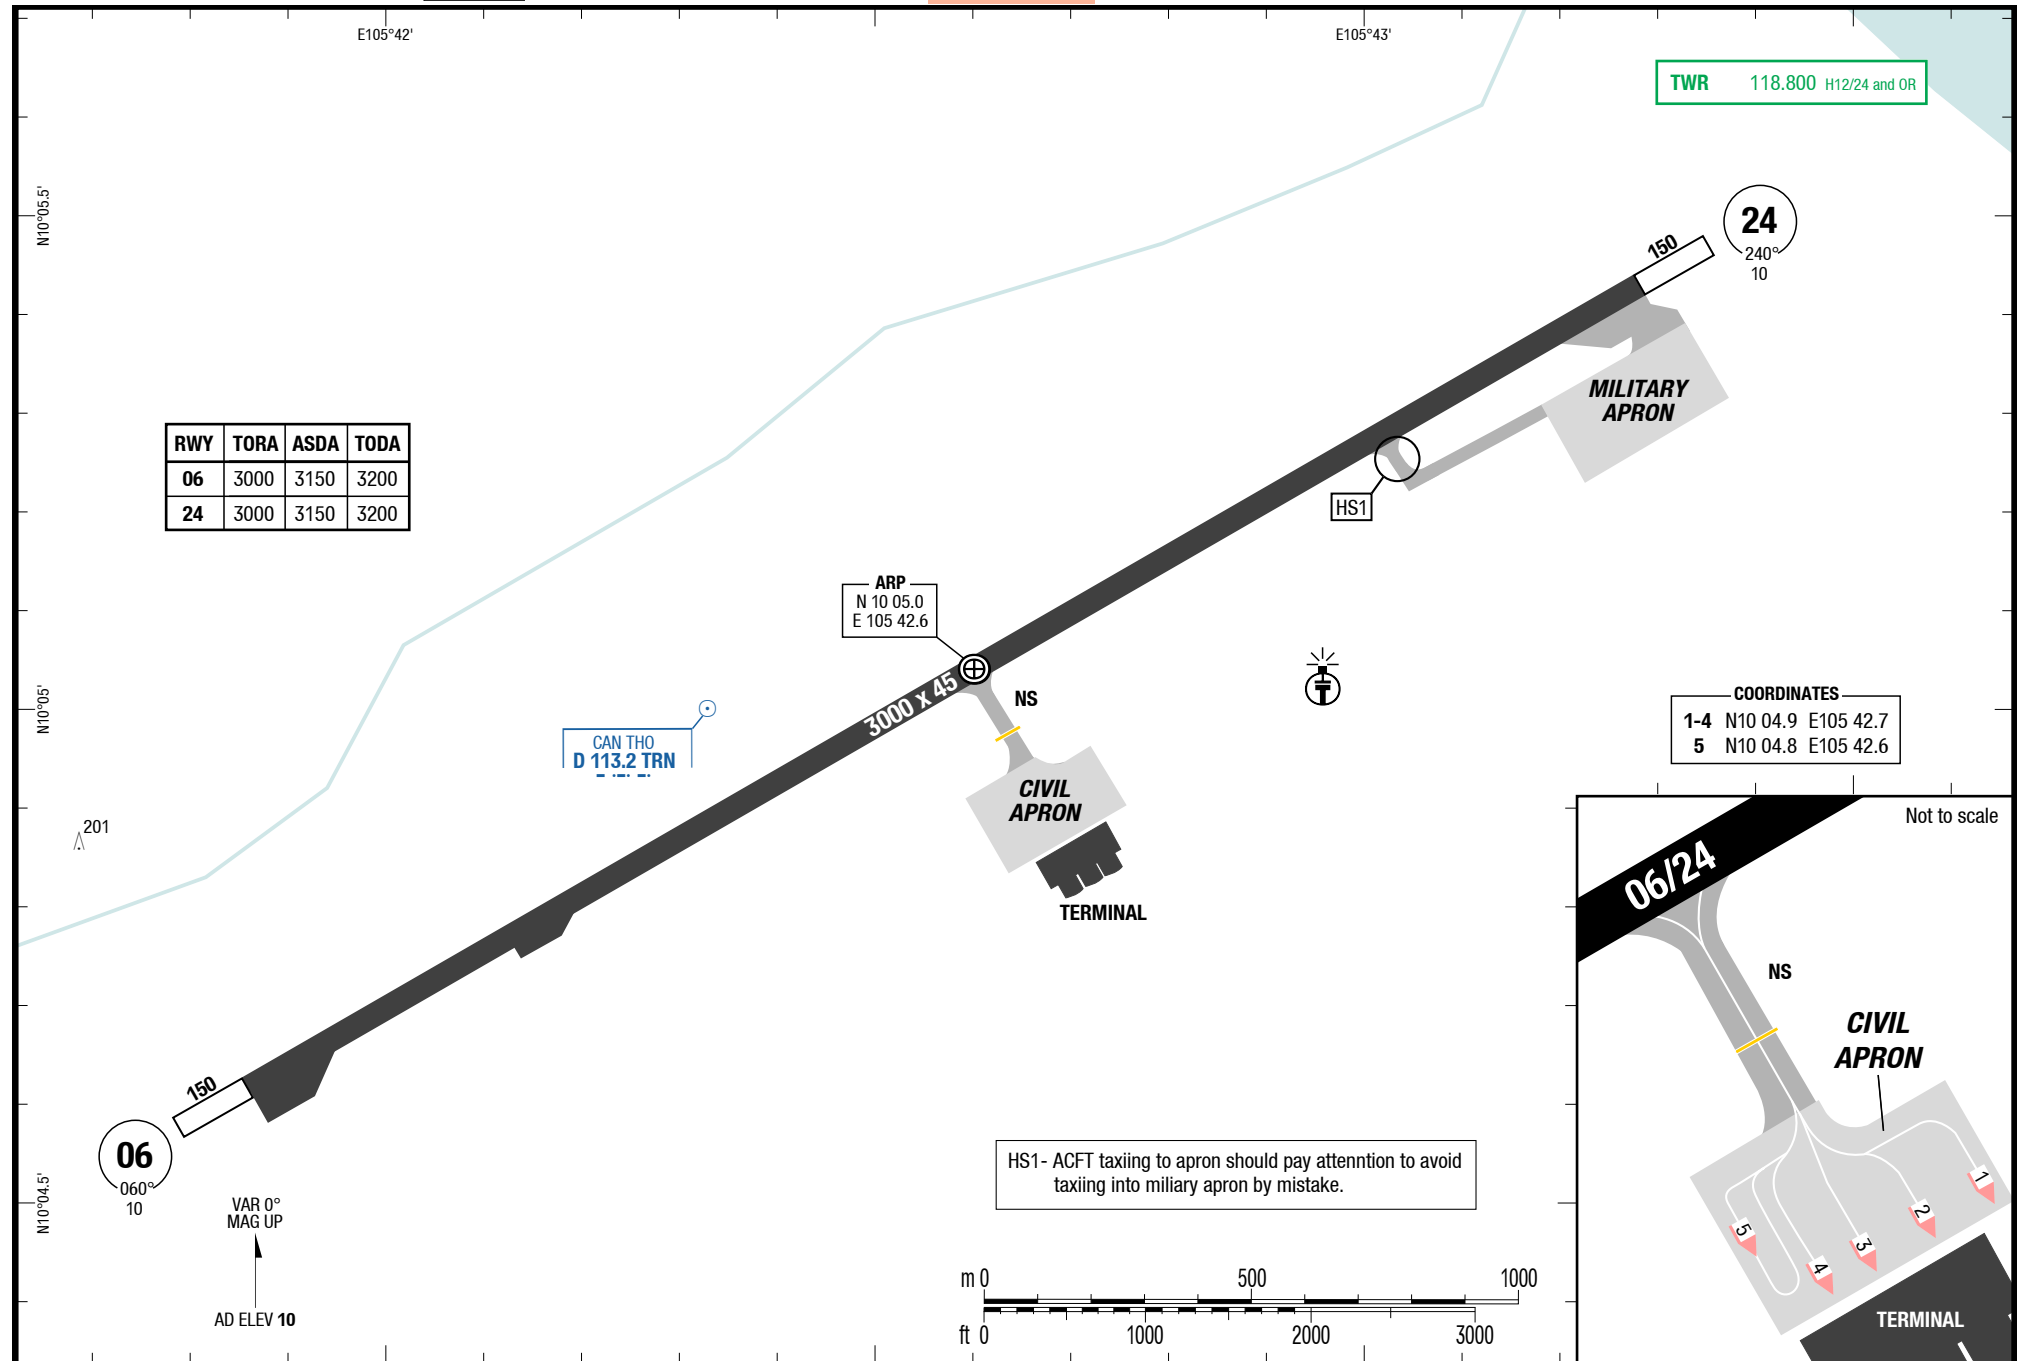 E105°42'
E105°43'
TWR 118.800 H12/24 and OR
N10°05.5'
24
240°
10
150
MILITARY
APRON
RWY TORA ASDA TODA
06 3000 3150 3200
24 3000 3150 3200
HS1
ARP
N 10 05.0
E 105 42.6
3000 x 45
NS
N10°05'
CAN THO
D 113.2 TRN
COORDINATES
1-4 N10 04.9 E105 42.7
5 N10 04.8 E105 42.6
CIVIL
APRON
201
TERMINAL
Not to scale
06/24
NS
CIVIL
APRON
1
2
3
4
5
TERMINAL
150
06
060°
10
N10°04.5'
VAR 0°
MAG UP
AD ELEV 10
HS1- ACFT taxiing to apron should pay attenntion to avoid
taxiing into miliary apron by mistake.
m 0 500 1000
ft 0 1000 2000 3000